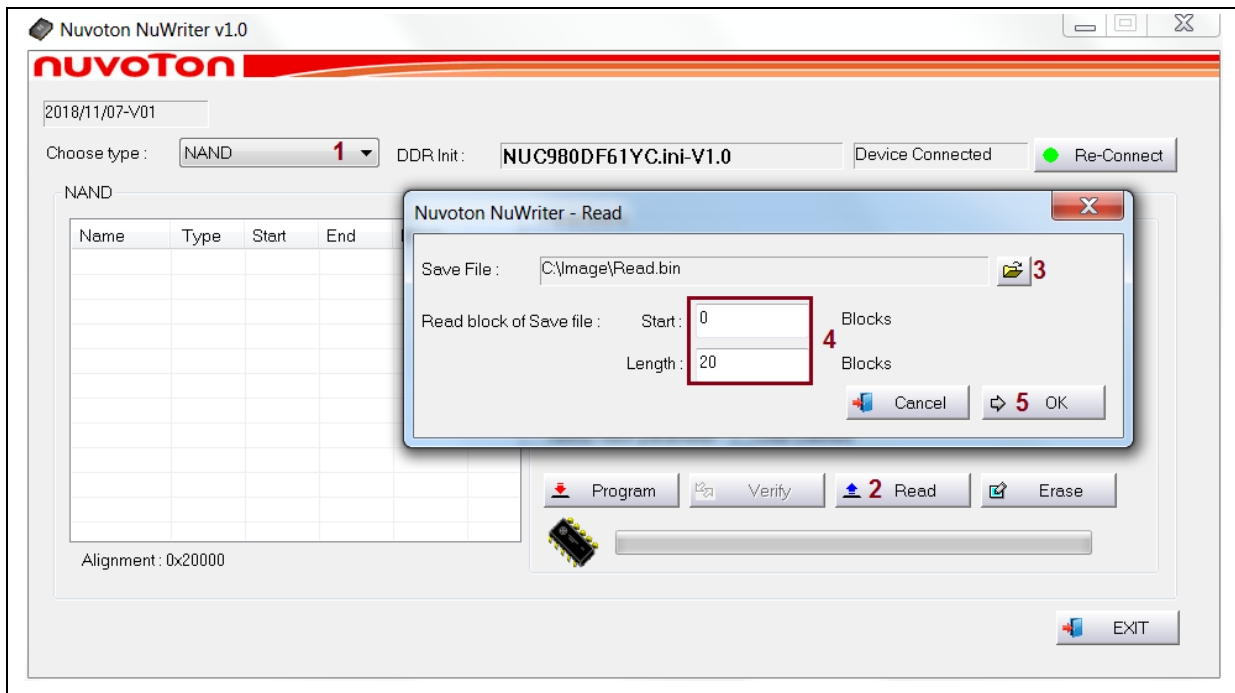 Nuvoton NuWriter v1.0
nuvoTon
2018/11/07-V01
Choose type : NAND 1 DDR Init : NUC980DF61YC.ini-V1.0 Device Connected Re-Connect
NAND
Nuvoton NuWriter - Read
Name Type Start End
Save File : C:\Image\Read.bin 3
Read block of Save file : Start : 0 Blocks
4
Length : 20 Blocks
Cancel 5 OK
Program Verify 2 Read Erase
Alignment : 0x20000
EXIT